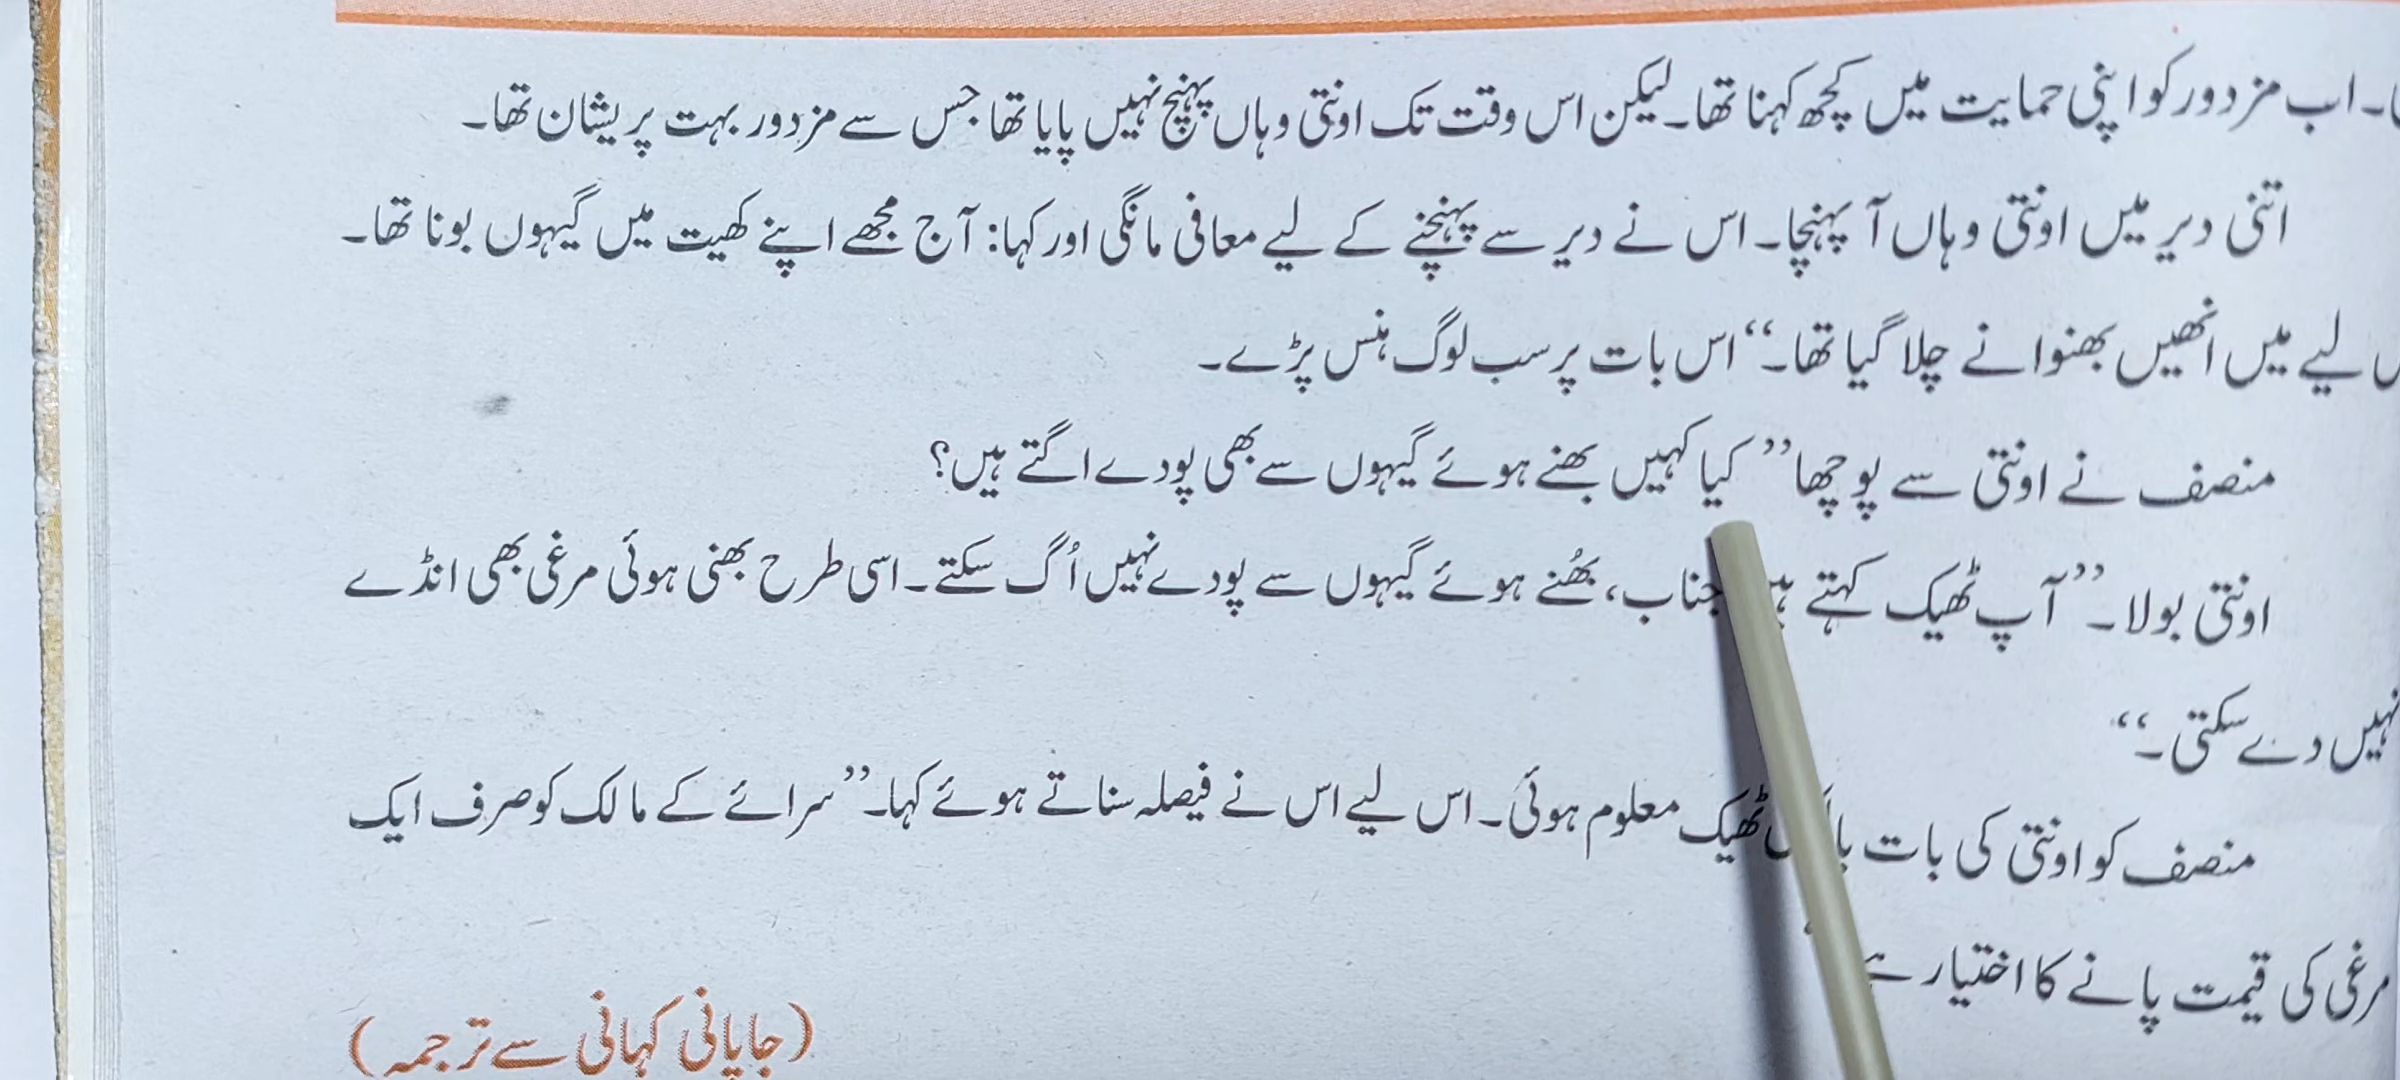 ۔ اب مزدور کو اپنی حمایت میں کچھ کہنا تھا۔ لیکن اس وقت تک اونتی وہاں پہنچ نہیں پایا تھا جس سے مزدور بہت پریشان تھا۔
اتنی دیر میں اونتی وہاں آ پہنچا۔ اس نے دیر سے پہنچنے کے لیے معافی مانگی اور کہا: آج مجھے اپنے کھیت میں گیہوں بونا تھا۔
لیے میں انھیں بھنوانے چلا گیا تھا۔‘‘ اس بات پر سب لوگ ہنس پڑے۔
منصف نے اونتی سے پوچھا ’’کیا کہیں بھنے ہوئے گیہوں سے بھی پودے اگتے ہیں؟
اونتی بولا۔ ’’آپ ٹھیک کہتے جناب، بھُنے ہوئے گیہوں سے پودے نہیں اُگ سکتے۔ اسی طرح بھنی ہوئی مرغی بھی انڈے
نہیں دے سکتی۔‘‘
منصف کو اونتی کی بات ٹھیک معلوم ہوئی۔ اس لیے اس نے فیصلہ سناتے ہوئے کہا۔ ’’سرائے کے مالک کو صرف ایک
مرغی کی قیمت پانے کا اختیار
(جاپانی کہانی سے ترجمہ)